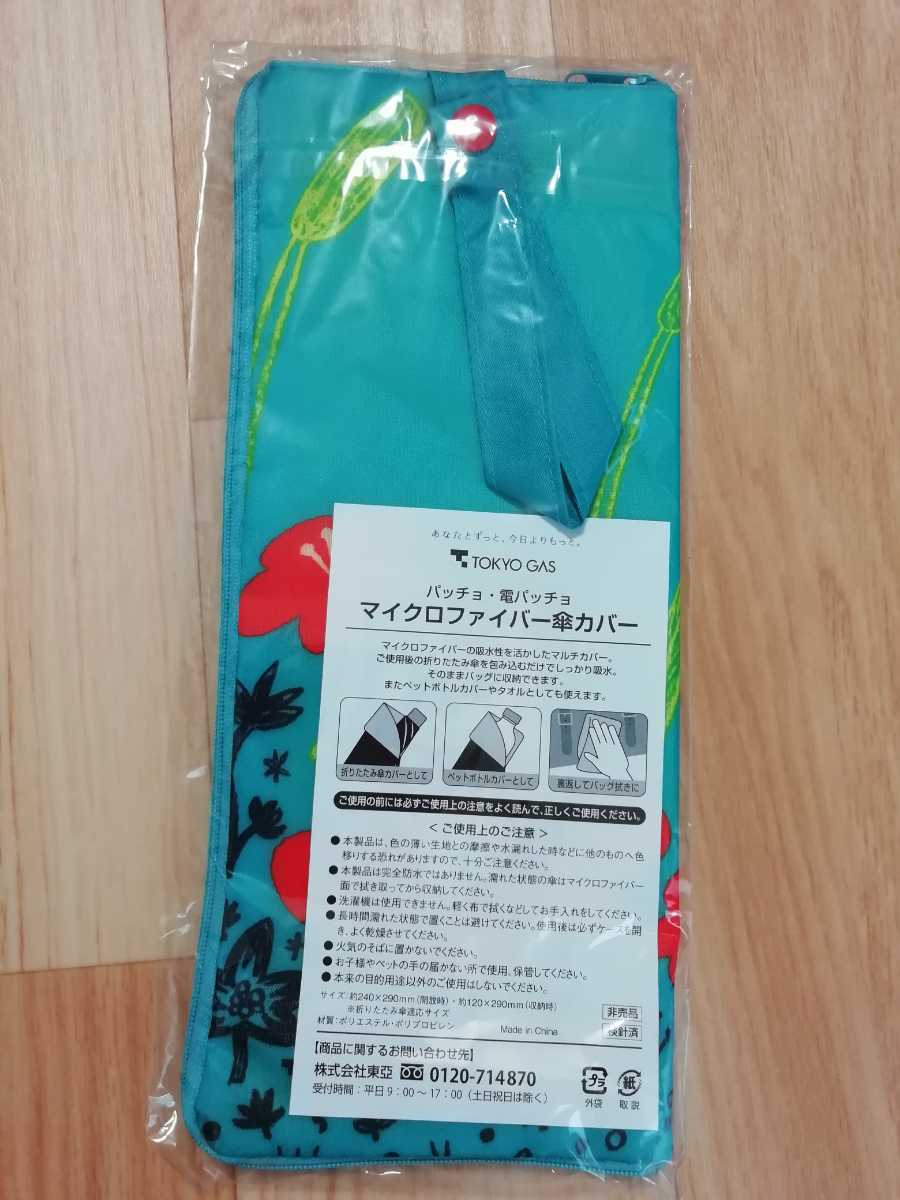 あなたとずっと、今日よりもっと。
TOKYO GAS
パッチョ・電パッチョ
マイクロファイバー傘カバー
マイクロファイバーの吸水性を活かしたマルチカバー。
ご使用後の折りたたみ傘を包み込むだけでしっかり吸水。
そのままバッグに収納できます。
またペットボトルカバーやタオルとしても使えます。
折りたたみ傘カバーとして
ペットボトルカバーとして
裏返してバッグ拭きに
ご使用の前には必ずご使用上の注意をよく読んで、正しくご使用ください。
＜ご使用上のご注意＞
●本製品は、色の薄い生地との摩擦や水漏れした時などに他のものへ色
移りする恐れがありますので、十分ご注意ください。
●本製品は完全防水ではありません。濡れた状態の傘はマイクロファイバー
面で拭き取ってから収納してください。
●洗濯機は使用できません。軽く布で拭くなどしてお手入れをしてください。
●長時間濡れた状態で置くことは避けてください。使用後は必ずケースを開
き、よく乾燥させてください。
●火気のそばに置かないでください。
●お子様やペットの手の届かない所で使用、保管してください。
●本来の目的用途以外のご使用はしないでください。
サイズ：約240×290mm（開放時）・約120×290mm（収納時）
※折りたたみ傘適応サイズ
材質：ポリエステル・ポリプロピレン
Made in China
非売品
検針済
【商品に関するお問い合わせ先】
株式会社東亞 0120-714870
受付時間：平日9：00〜17：00（土日祝日は除く）
プラ
外袋
紙
取説